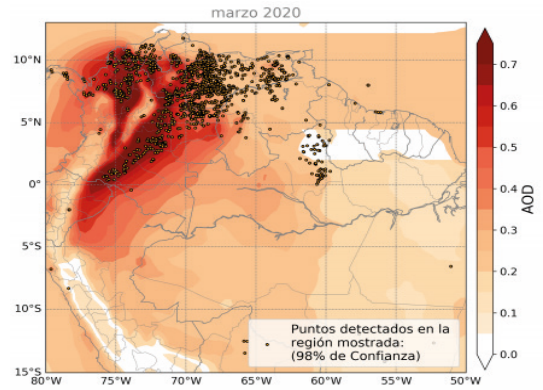 marzo 2020
10°N
5°N
0°
5°S
10°S
15°S
80°W
75°W
70°W
65°W
60°W
55°W
50°W
Puntos detectados en la
región mostrada:
(98% de Confianza)
0.7
0.6
0.5
0.4
0.3
0.2
0.1
0.0
AOD